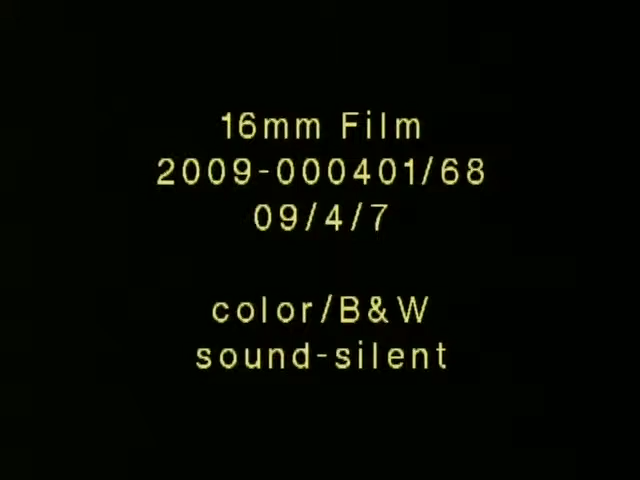 16mm Film
2009-000401/68
09/4/7
color/B&W
sound-silent